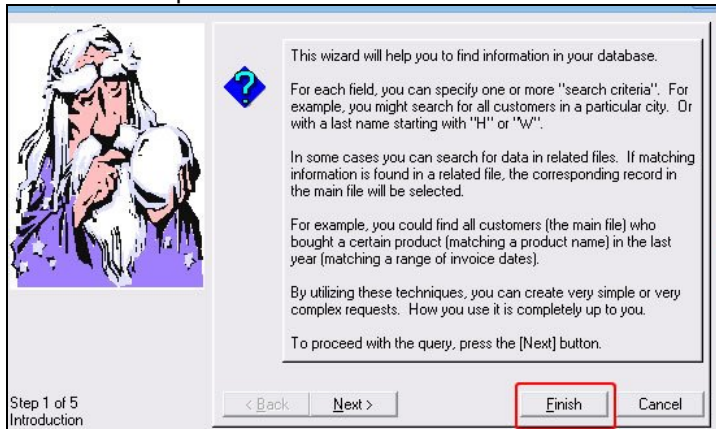 This wizard will help you to find information in your database.
For each field, you can specify one or more "search criteria". For
example, you might search for all customers in a particular city. Or
with a last name starting with "H" or "W".
In some cases you can search for data in related files. If matching
information is found in a related file, the corresponding record in
the main file will be selected.
For example, you could find all customers (the main file) who
bought a certain product (matching a product name) in the last
year (matching a range of invoice dates).
By utilizing these techniques, you can create very simple or very
complex requests. How you use it is completely up to you.
To proceed with the query, press the [Next] button.
Step 1 of 5
Introduction
< Back Next > Finish Cancel